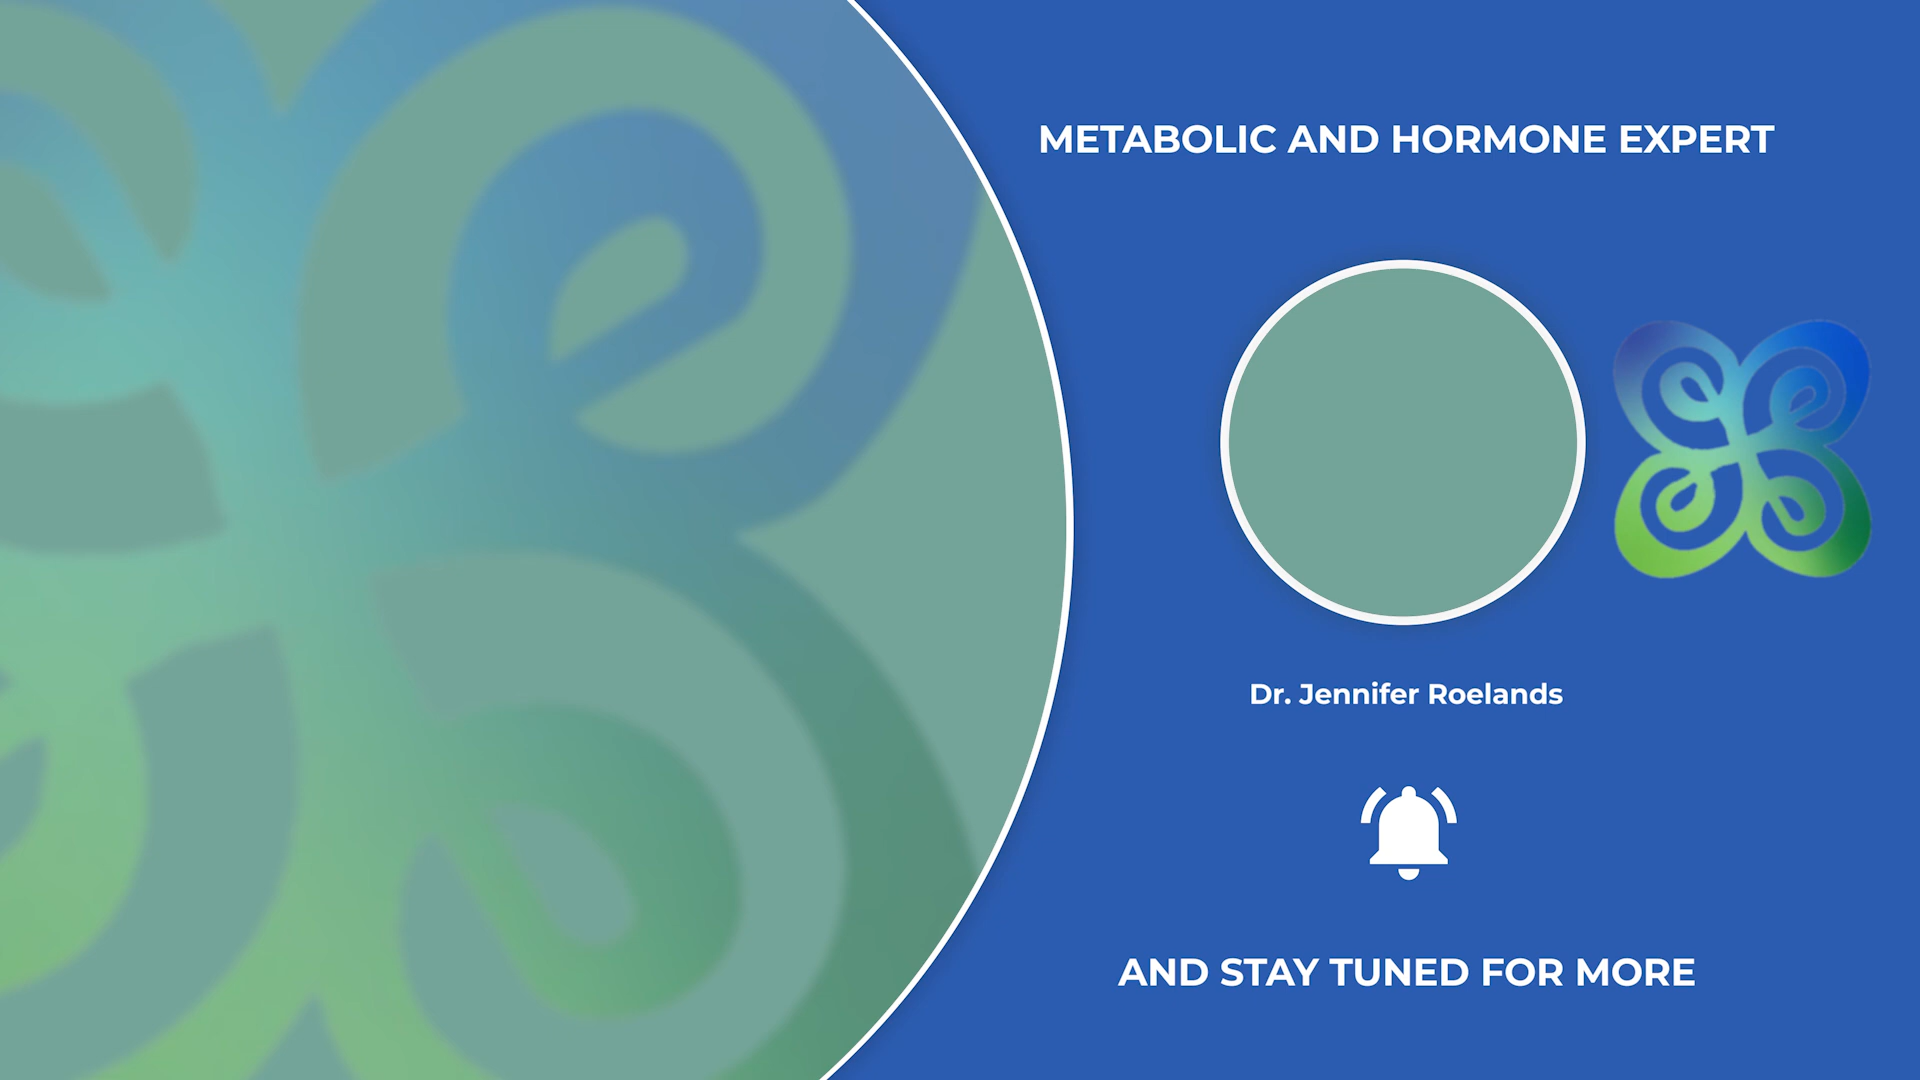 METABOLIC AND HORMONE EXPERT
Dr. Jennifer Roelands
AND STAY TUNED FOR MORE